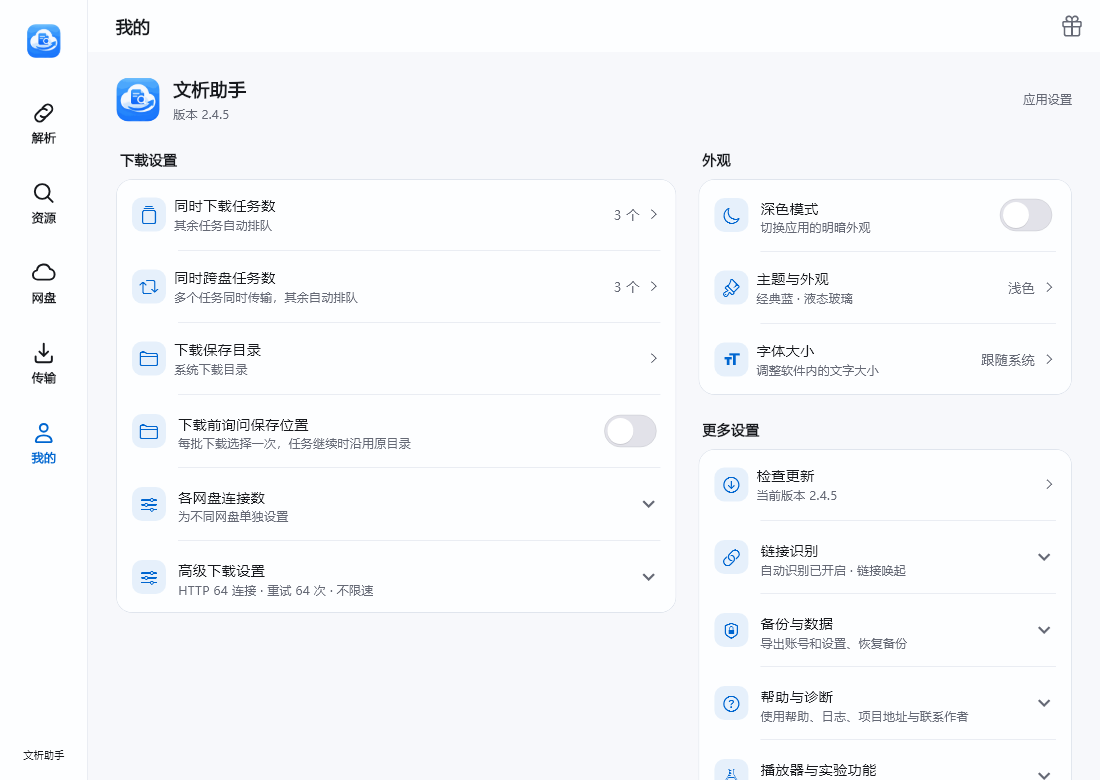 我的
解析
资源
网盘
传输
我的
文析助手
文析助手
版本 2.4.5
应用设置
下载设置
同时下载任务数
其余任务自动排队
3 个
同时跨盘任务数
多个任务同时传输，其余自动排队
3 个
下载保存目录
系统下载目录
下载前询问保存位置
每批下载选择一次，任务继续时沿用原目录
各网盘连接数
为不同网盘单独设置
高级下载设置
HTTP 64 连接 · 重试 64 次 · 不限速
外观
深色模式
切换应用的明暗外观
主题与外观
经典蓝 · 液态玻璃
浅色
字体大小
调整软件内的文字大小
跟随系统
更多设置
检查更新
当前版本 2.4.5
链接识别
自动识别已开启 · 链接唤起
备份与数据
导出账号和设置、恢复备份
帮助与诊断
使用帮助、日志、项目地址与联系作者
播放器与实验功能